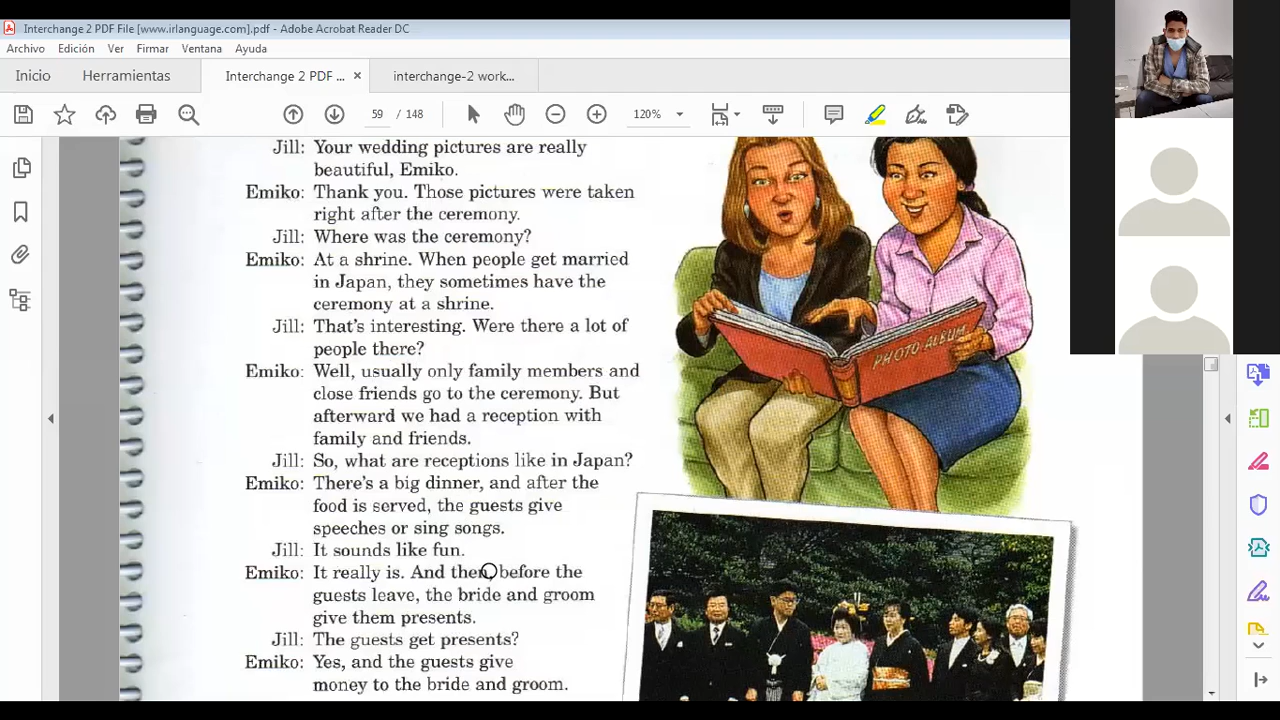 Interchange 2 PDF File [www.irlanguage.com].pdf - Adobe Acrobat Reader DC
Archivo Edición Ver Firmar Ventana Ayuda
Inicio Herramientas Interchange 2 PDF ... × interchange-2 work...
59 / 148 120%
Jill: Your wedding pictures are really
beautiful, Emiko.
Emiko: Thank you. Those pictures were taken
right after the ceremony.
Jill: Where was the ceremony?
Emiko: At a shrine. When people get married
in Japan, they sometimes have the
ceremony at a shrine.
Jill: That's interesting. Were there a lot of
people there?
Emiko: Well, usually only family members and
close friends go to the ceremony. But
afterward we had a reception with
family and friends.
Jill: So, what are receptions like in Japan?
Emiko: There's a big dinner, and after the
food is served, the guests give
speeches or sing songs.
Jill: It sounds like fun.
Emiko: It really is. And then, before the
guests leave, the bride and groom
give them presents.
Jill: The guests get presents?
Emiko: Yes, and the guests give
money to the bride and groom.
PHOTO ALBUM